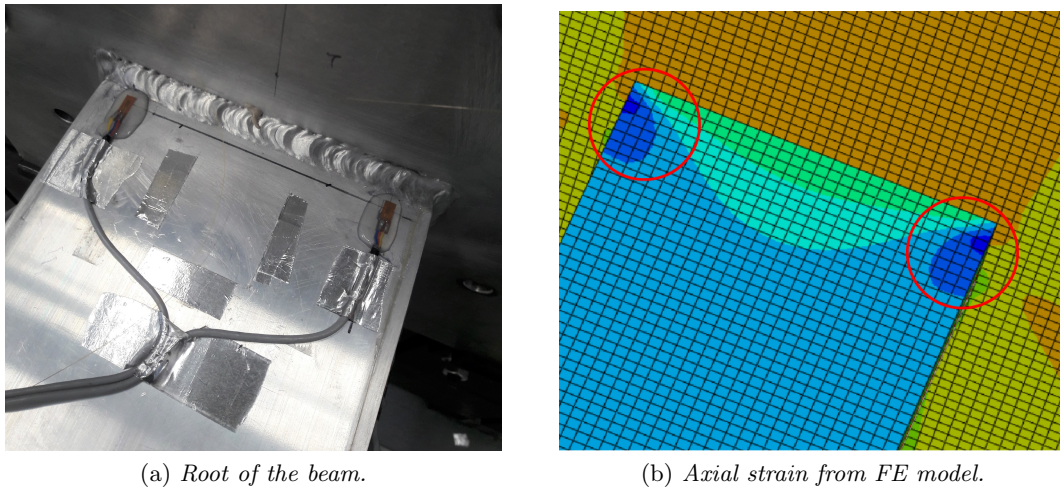 (a) Root of the beam.
(b) Axial strain from FE model.